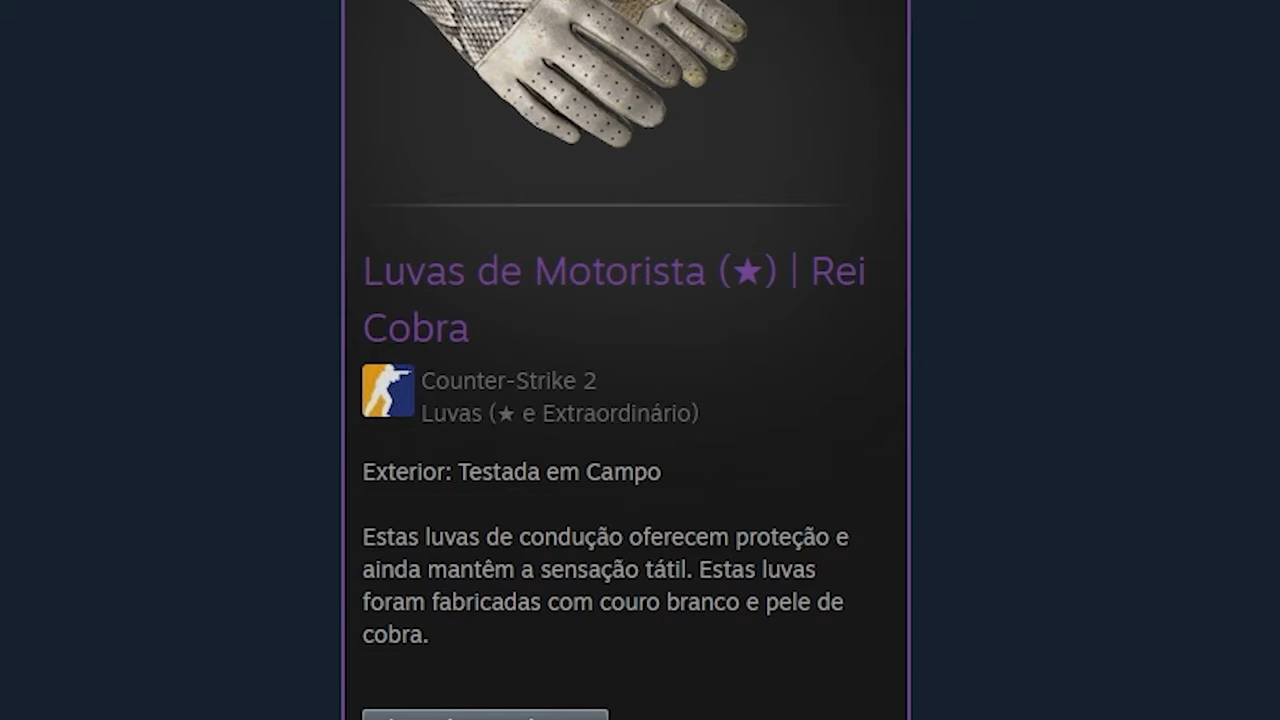 Luvas de Motorista (★) | Rei
Cobra
Counter-Strike 2
Luvas (★ e Extraordinário)
Exterior: Testada em Campo
Estas luvas de condução oferecem proteção e
ainda mantêm a sensação tátil. Estas luvas
foram fabricadas com couro branco e pele de
cobra.